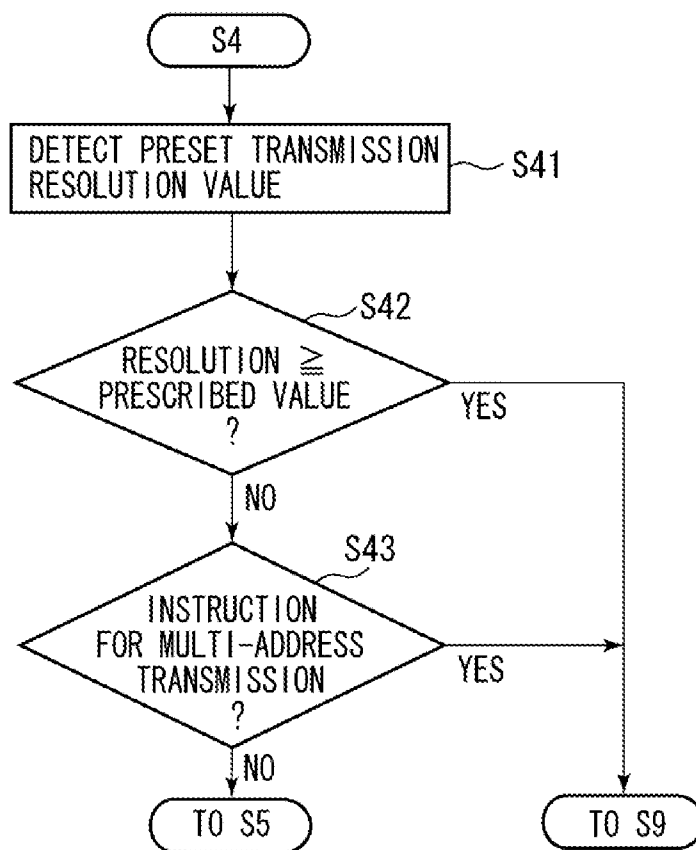 S4
DETECT PRESET TRANSMISSION
RESOLUTION VALUE
S41
S42
RESOLUTION ≧
PRESCRIBED VALUE
?
YES
NO
S43
INSTRUCTION
FOR MULTI-ADDRESS
TRANSMISSION
?
YES
NO
TO S5
TO S9